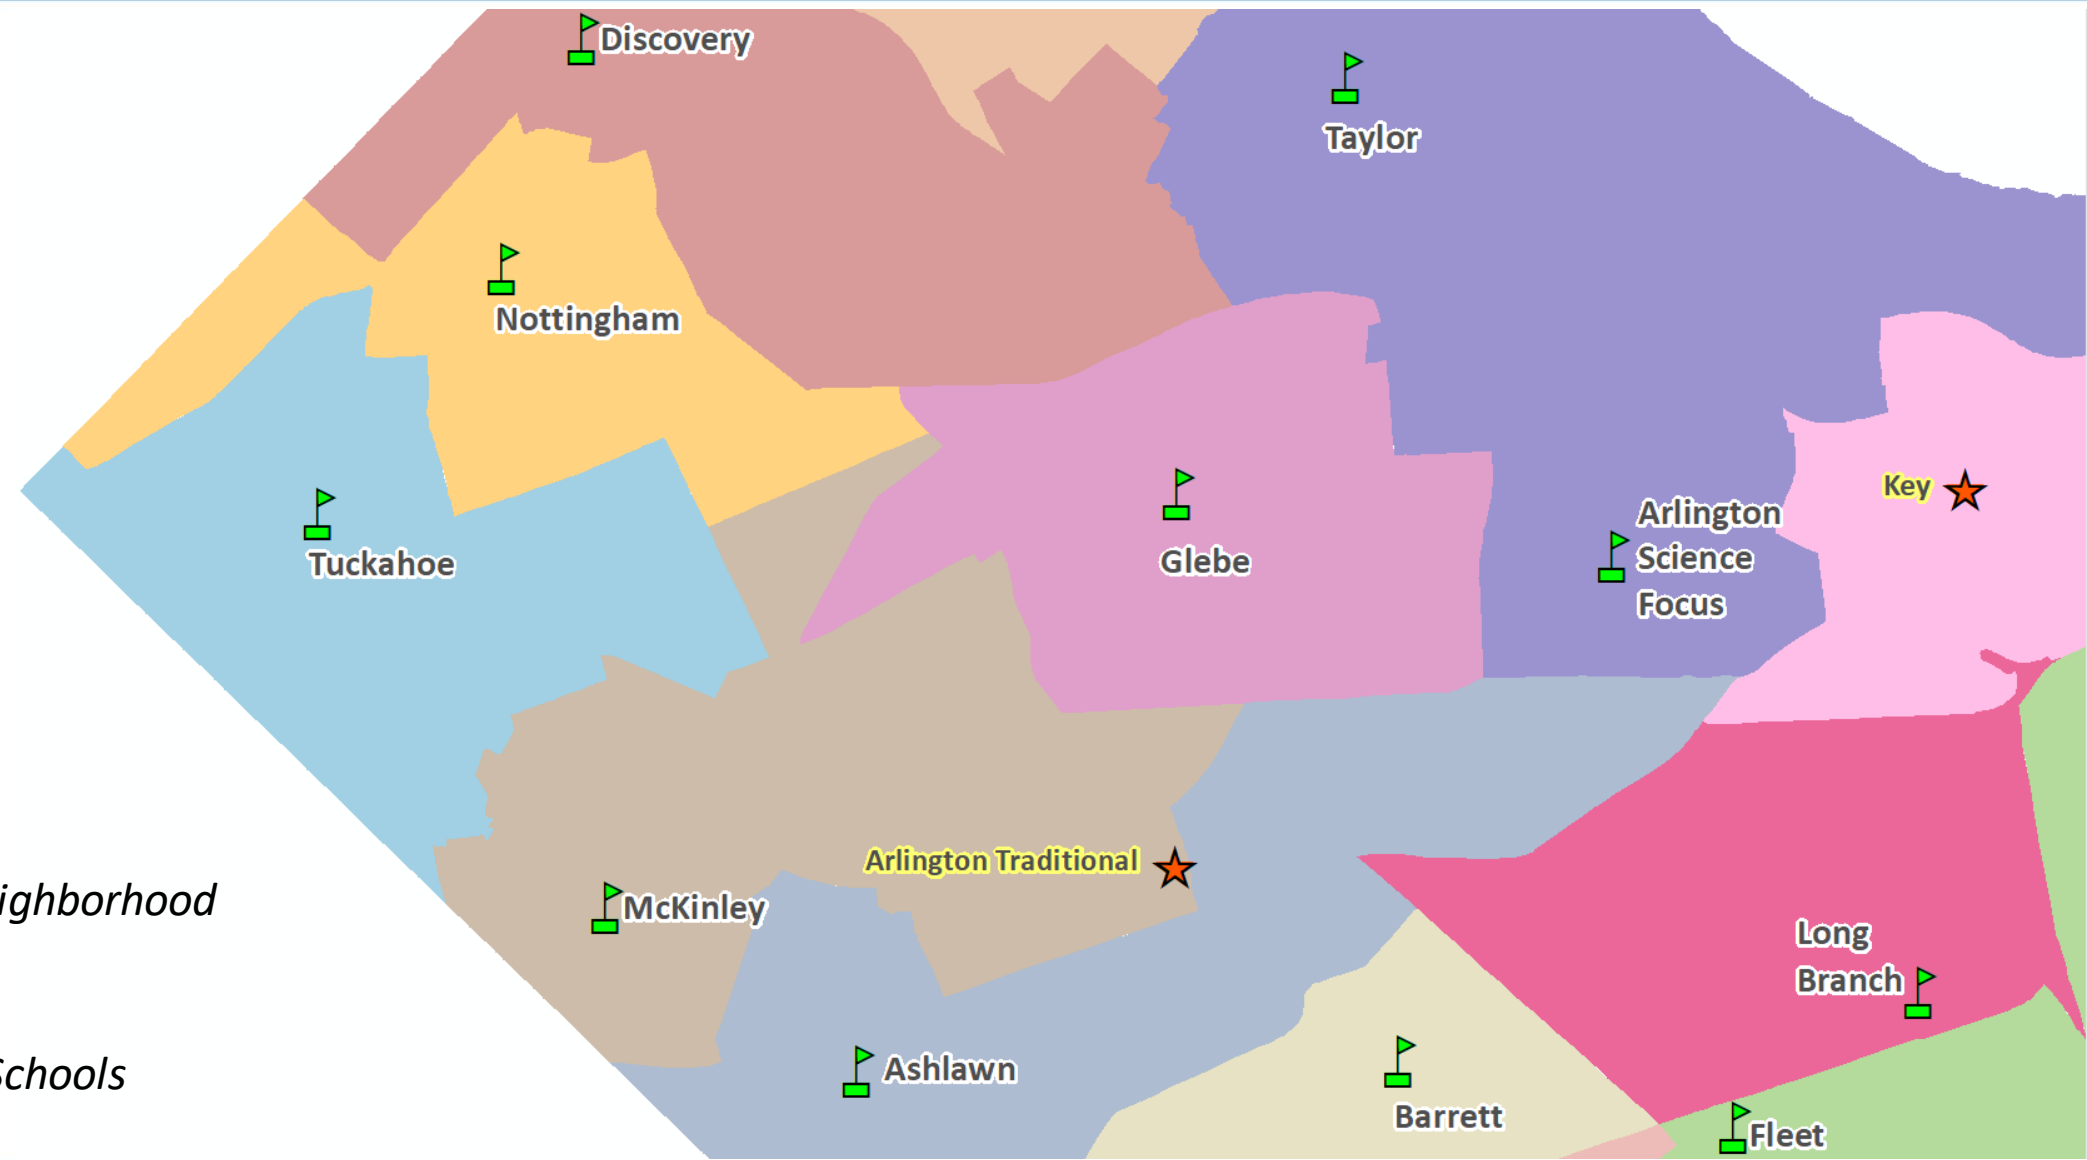 Discovery
Taylor
Nottingham
Key
Arlington
Science
Focus
Tuckahoe
Glebe
Arlington Traditional
ighborhood
McKinley
Long
Branch
Schools
Ashlawn
Barrett
Fleet